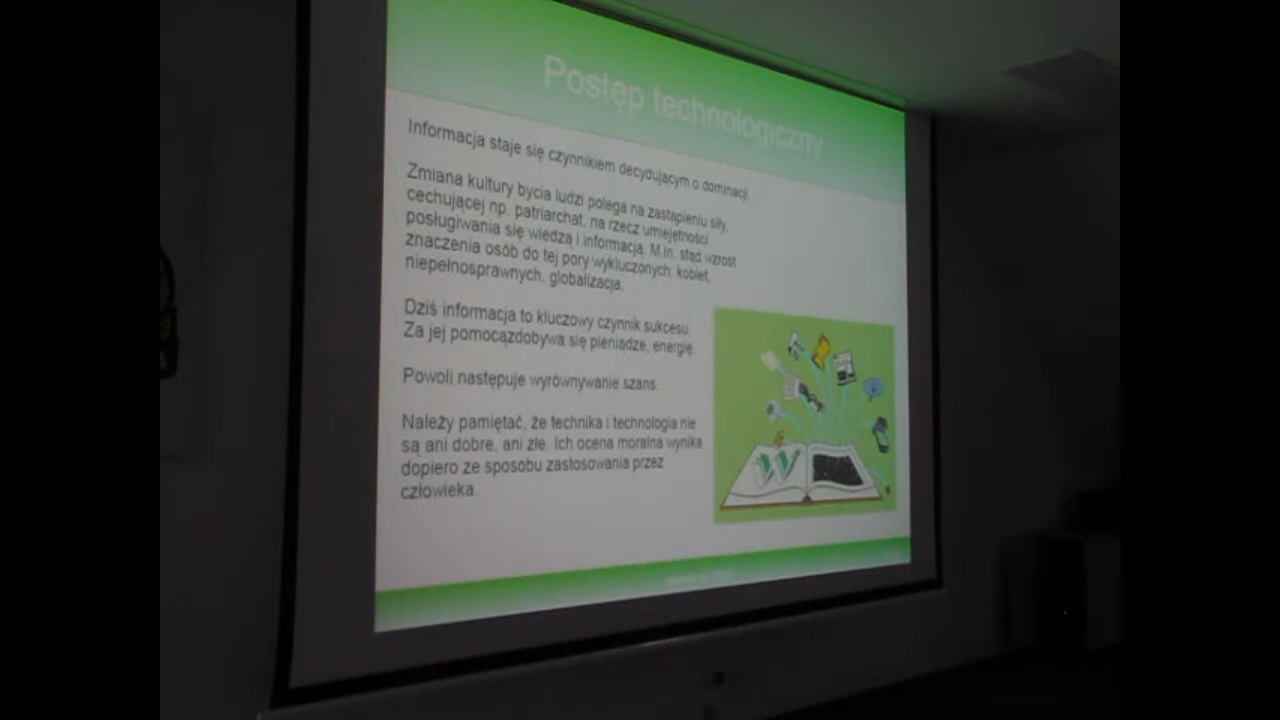 Postęp technologiczny
Informacja staje się czynnikiem decydującym o dominacji.
Zmiana kultury bycia ludzi polega na zastąpieniu siły,
cechującej np. patriarchat, na rzecz umiejętności
posługiwania się wiedzą i informacją. M.in. stąd wzrost
znaczenia osób do tej pory wykluczonych: kobiet,
niepełnosprawnych, globalizacja.
Dziś informacja to kluczowy czynnik sukcesu.
Za jej pomocązdobywa się pieniądze, energię.
Powoli następuje wyrównywanie szans.
Należy pamiętać, że technika i technologia nie
są ani dobre, ani złe. Ich ocena moralna wynika
dopiero ze sposobu zastosowania przez
człowieka.
W